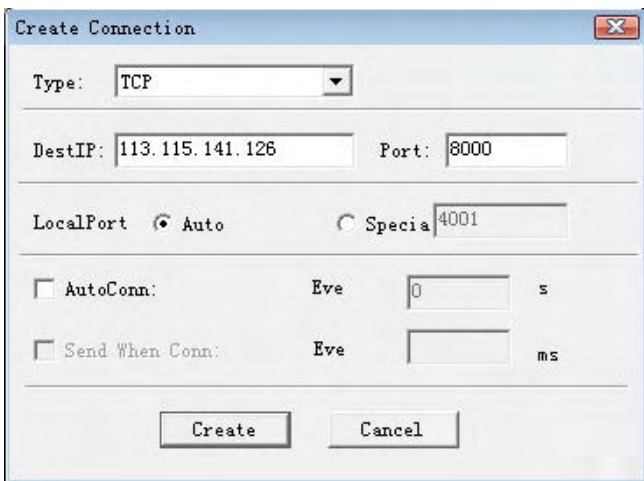 Create Connection
Type: TCP
DestIP: 113.115.141.126 Port: 8000
LocalPort Auto Specia 4001
AutoConn: Eve 0 s
Send When Conn: Eve ms
Create Cancel